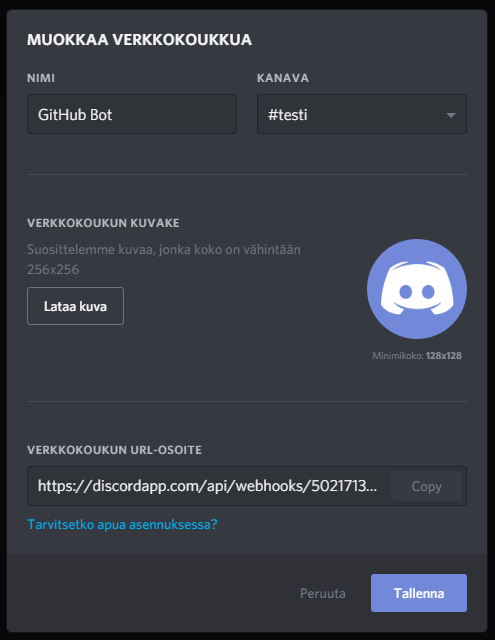 MUOKKAA VERKKOKOUKKUA
NIMI
KANAVA
GitHub Bot
#testi
VERKKOKOUKUN KUVAKE
Suosittelemme kuvaa, jonka koko on vähintään
256x256
Lataa kuva
Minimikoko: 128x128
VERKKOKOUKUN URL-OSOITE
https://discordapp.com/api/webhooks/5021713...
Copy
Tarvitsetko apua asennuksessa?
Peruuta
Tallenna